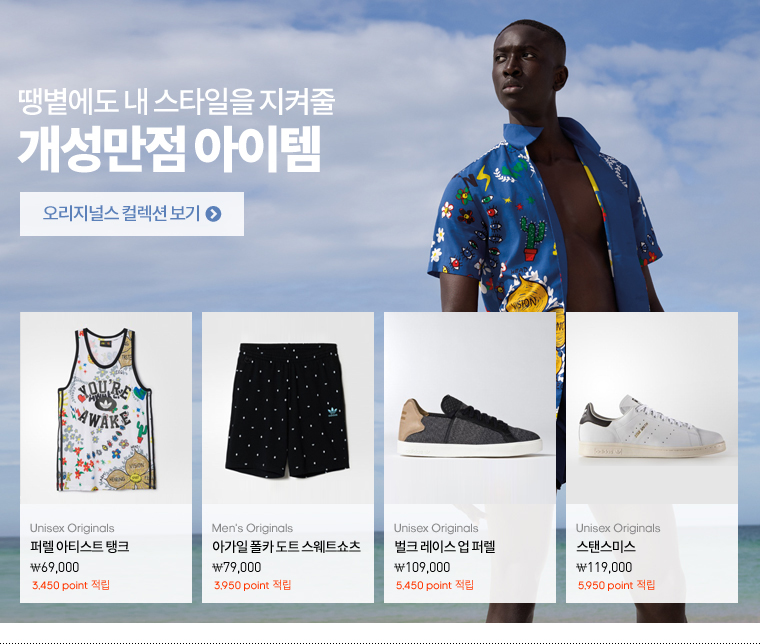 땡볕에도 내 스타일을 지켜줄
개성만점 아이템
오리지널스 컬렉션 보기
VISION
YOU'RE
AWAKE
VISION
Unisex Originals
퍼렐 아티스트 탱크
₩69,000
3,450 point 적립
Men's Originals
아가일 폴카 도트 스웨트쇼츠
₩79,000
3,950 point 적립
Unisex Originals
벌크 레이스 업 퍼렐
₩109,000
5,450 point 적립
Unisex Originals
스탠스미스
₩119,000
5,950 point 적립